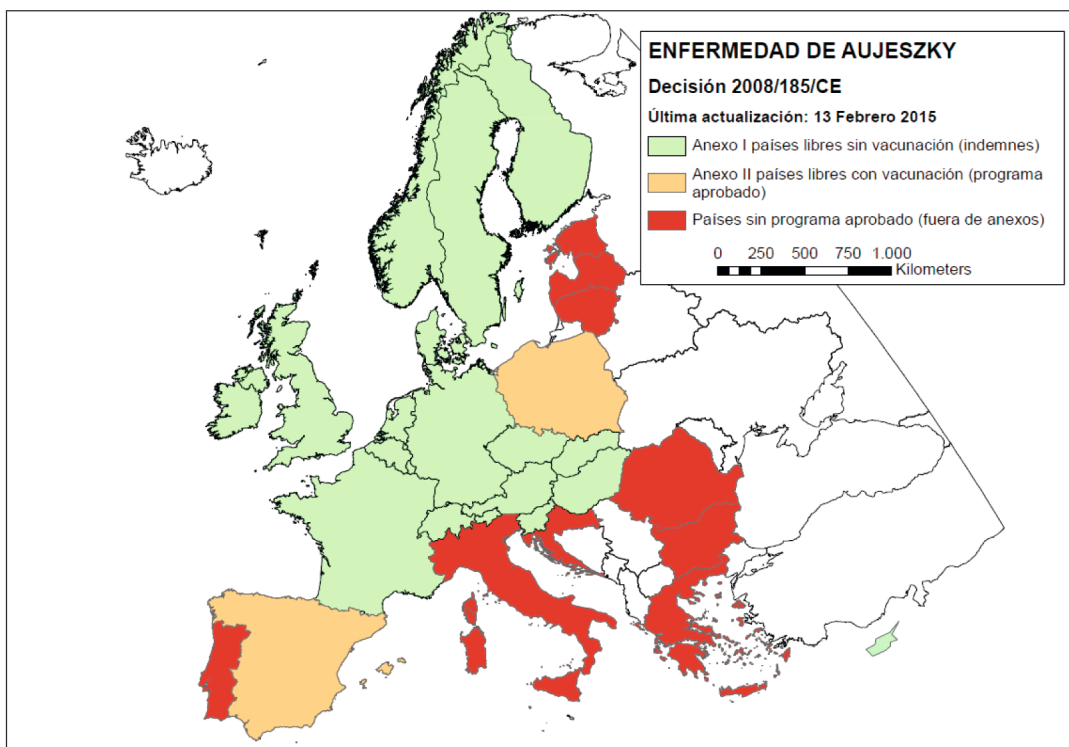 ENFERMEDAD DE AUJESZKY
Decisión 2008/185/CE
Última actualización: 13 Febrero 2015
Anexo I países libres sin vacunación (indemnes)
Anexo II países libres con vacunación (programa
aprobado)
Países sin programa aprobado (fuera de anexos)
0 250 500 750 1.000
Kilometers